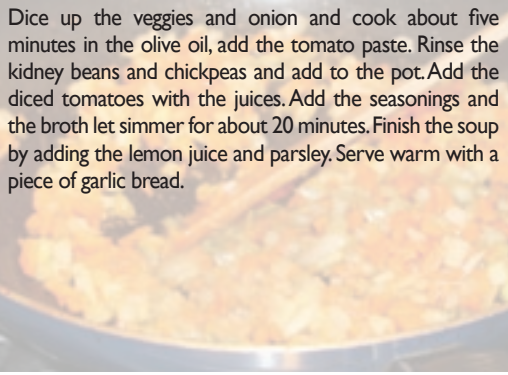 Dice up the veggies and onion and cook about five
minutes in the olive oil, add the tomato paste. Rinse the
kidney beans and chickpeas and add to the pot. Add the
diced tomatoes with the juices. Add the seasonings and
the broth let simmer for about 20 minutes. Finish the soup
by adding the lemon juice and parsley. Serve warm with a
piece of garlic bread.